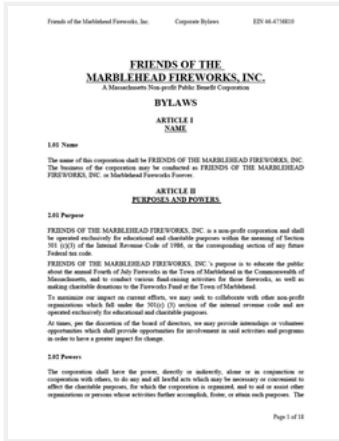 Friends of the Marblehead Fireworks, Inc. Corporate Bylaws EIN 46-4756810
FRIENDS OF THE
MARBLEHEAD FIREWORKS, INC.
A Massachusetts Non-profit Public Benefit Corporation
BYLAWS
ARTICLE I
NAME
1.01 Name
The name of this corporation shall be FRIENDS OF THE MARBLEHEAD FIREWORKS, INC.
The business of the corporation may be conducted as FRIENDS OF THE MARBLEHEAD
FIREWORKS, INC. or Marblehead Fireworks Forever.
ARTICLE II
PURPOSES AND POWERS
2.01 Purpose
FRIENDS OF THE MARBLEHEAD FIREWORKS, INC. is a non-profit corporation and shall
be operated exclusively for educational and charitable purposes within the meaning of Section
501 (c)(3) of the Internal Revenue Code of 1986, or the corresponding section of any future
Federal tax code.
FRIENDS OF THE MARBLEHEAD FIREWORKS, INC.'s purpose is to educate the public
about the annual Fourth of July Fireworks in the Town of Marblehead in the Commonwealth of
Massachusetts, and to conduct various fund-raising activities for those fireworks, as well as
making charitable donations to the Fireworks Fund at the Town of Marblehead.
To maximize our impact on current efforts, we may seek to collaborate with other non-profit
organizations which fall under the 501(c) (3) section of the internal revenue code and are
operated exclusively for educational and charitable purposes.
At times, per the discretion of the board of directors, we may provide internships or volunteer
opportunities which shall provide opportunities for involvement in said activities and programs
in order to have a greater impact for change.
2.02 Powers
The corporation shall have the power, directly or indirectly, alone or in conjunction or
cooperation with others, to do any and all lawful acts which may be necessary or convenient to
affect the charitable purposes, for which the corporation is organized, and to aid or assist other
organizations or persons whose activities further accomplish, foster, or attain such purposes. The
Page 1 of 18